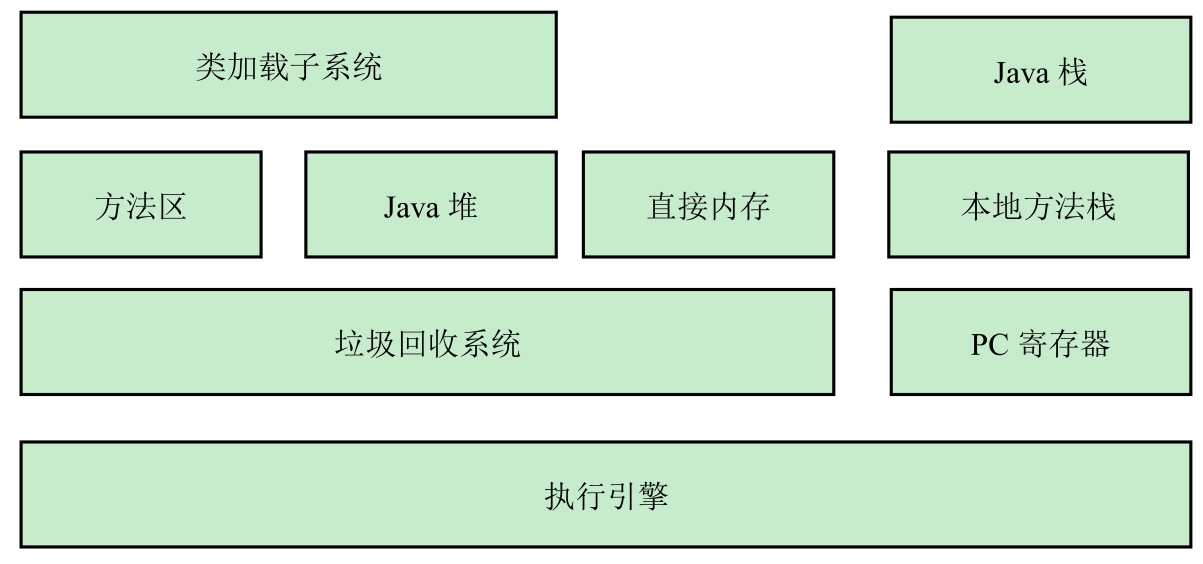 类加载子系统
Java 栈
方法区
Java 堆
直接内存
本地方法栈
垃圾回收系统
PC 寄存器
执行引擎